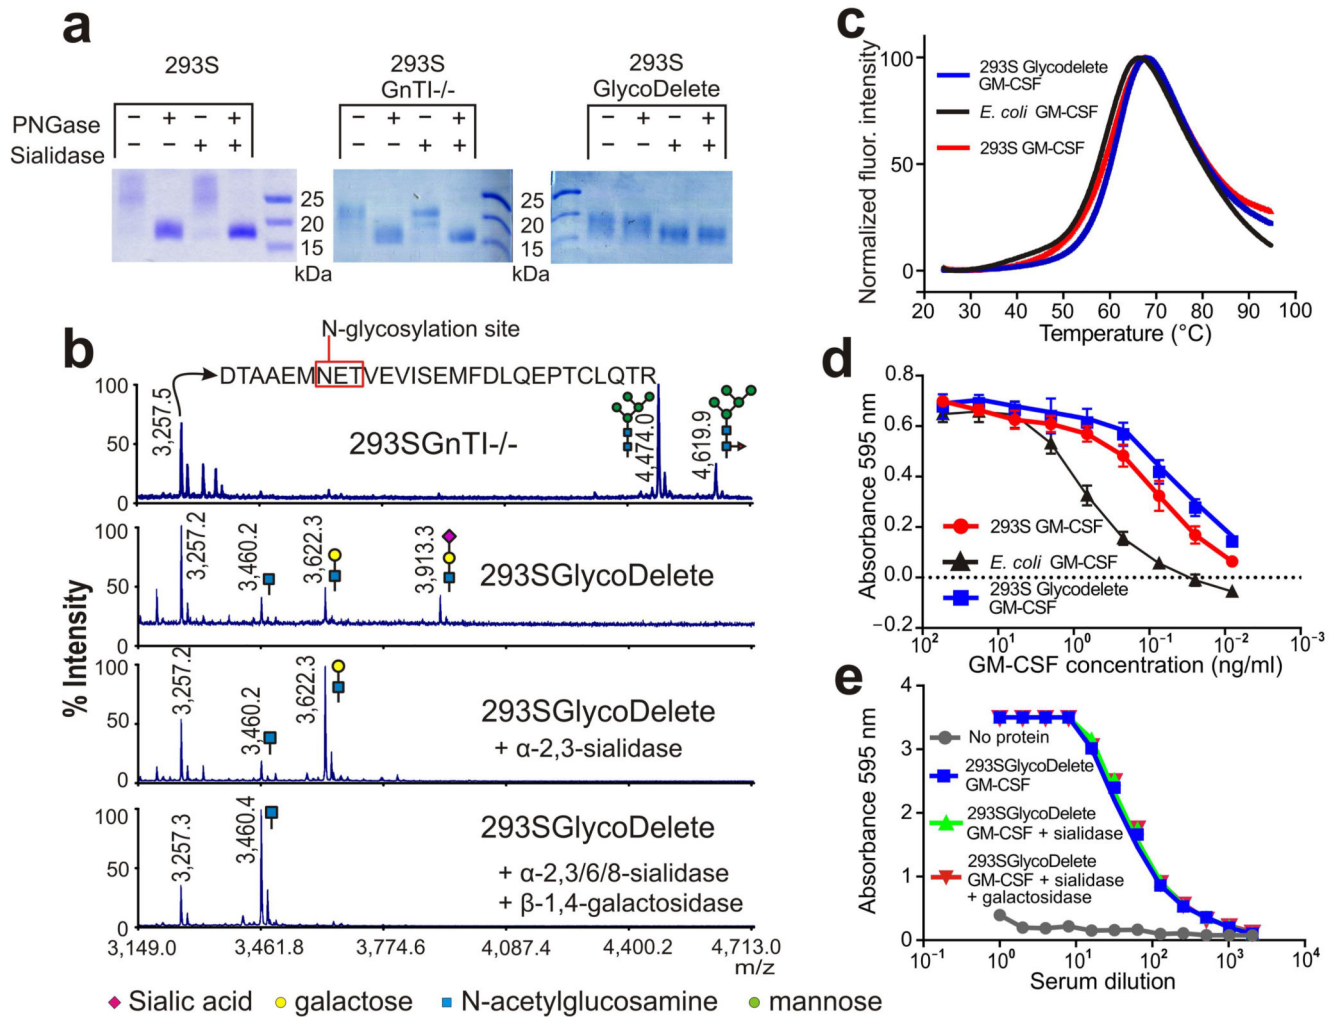 a
293S
293S
GnTI-/-
293S
GlycoDelete
PNGase − + − + − + − + − + − +
Sialidase − − + + − − + + − − + +
25
20
15
kDa
25
20
15
kDa
b
N-glycosylation site
DTAAEMNETVEVISEMFDLQEPTCLQTR
% Intensity
100
50
0
3,257.5
293SGnTI-/-
4,474.0
4,619.9
100
50
0
3,257.2
3,460.2
3,622.3
3,913.3
293SGlycoDelete
100
50
0
3,257.2
3,460.2
3,622.3
293SGlycoDelete
+ α-2,3-sialidase
100
50
0
3,257.3
3,460.4
293SGlycoDelete
+ α-2,3/6/8-sialidase
+ β-1,4-galactosidase
3,149.0 3,461.8 3,774.6 4,087.4 4,400.2 4,713.0
m/z
Sialic acid galactose N-acetylglucosamine mannose
c
Normalized fluor. intensity
100
50
0
293S Glycodelete
GM-CSF
E. coli GM-CSF
293S GM-CSF
20 30 40 50 60 70 80 90 100
Temperature (°C)
d
Absorbance 595 nm
0.8
0.6
0.4
0.2
0.0
−0.2
293S GM-CSF
E. coli GM-CSF
293S Glycodelete
GM-CSF
10² 10¹ 10⁰ 10⁻¹ 10⁻² 10⁻³
GM-CSF concentration (ng/ml)
e
Absorbance 595 nm
4
3
2
1
0
No protein
293SGlycoDelete
GM-CSF
293SGlycoDelete
GM-CSF + sialidase
293SGlycoDelete
GM-CSF + sialidase
+ galactosidase
10⁻¹ 10⁰ 10¹ 10² 10³ 10⁴
Serum dilution